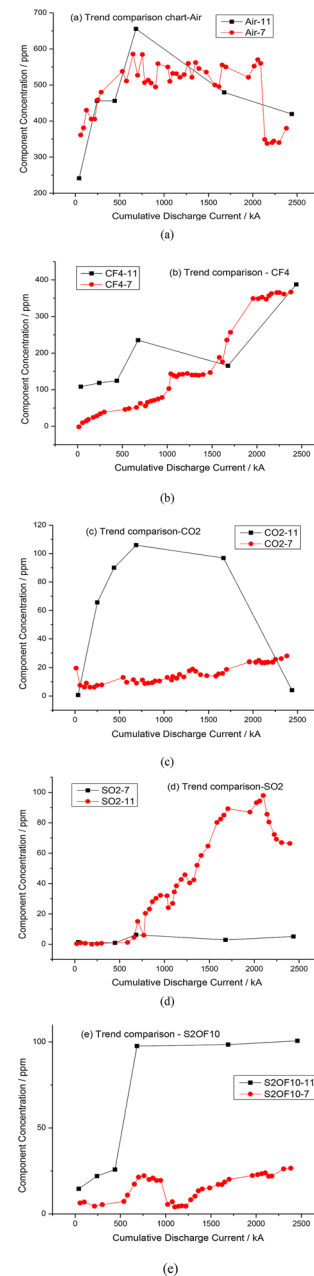 (a) Trend comparison chart-Air
Air-11
Air-7
700
600
500
400
300
200
Component Concentration / ppm
0 500 1000 1500 2000 2500
Cumulative Discharge Current / kA
(a)
CF4-11
CF4-7
(b) Trend comparison - CF4
400
300
200
100
0
Component Concentration / ppm
0 500 1000 1500 2000 2500
Cumulative Discharge Current / kA
(b)
(c) Trend comparison-CO2
CO2-11
CO2-7
120
100
80
60
40
20
0
Component Concentration / ppm
0 500 1000 1500 2000 2500
Cumulative Discharge Current / kA
(c)
SO2-7
SO2-11
(d) Trend comparison-SO2
100
80
60
40
20
0
Component Concentration / ppm
0 500 1000 1500 2000 2500
Cumulative Discharge Current / kA
(d)
(e) Trend comparison - S2OF10
S2OF10-11
S2OF10-7
100
50
0
Component Concentration / ppm
0 500 1000 1500 2000 2500
Cumulative Discharge Current / kA
(e)